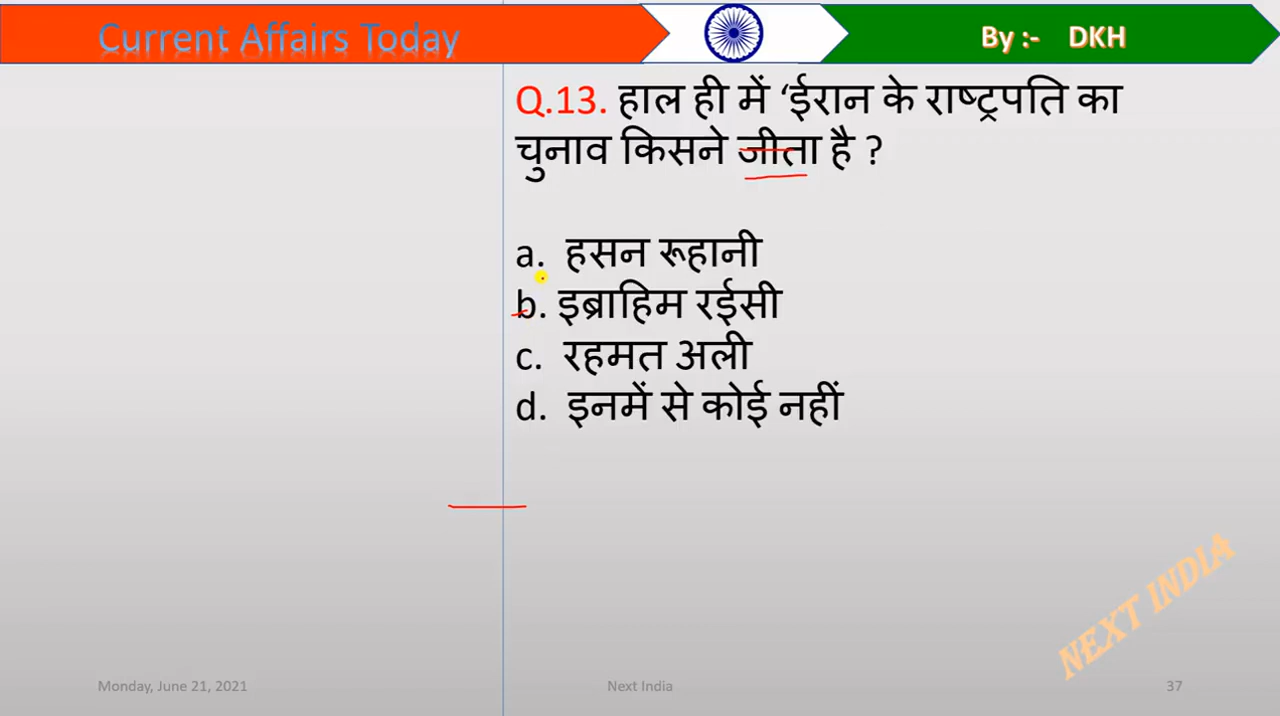 Current Affairs Today
By :- DKH
Q.13. हाल ही में ‘ईरान के राष्ट्रपति का
चुनाव किसने जीता है ?
a. हसन रूहानी
b. इब्राहिम रईसी
c. रहमत अली
d. इनमें से कोई नहीं
NEXT INDIA
Monday, June 21, 2021
Next India
37